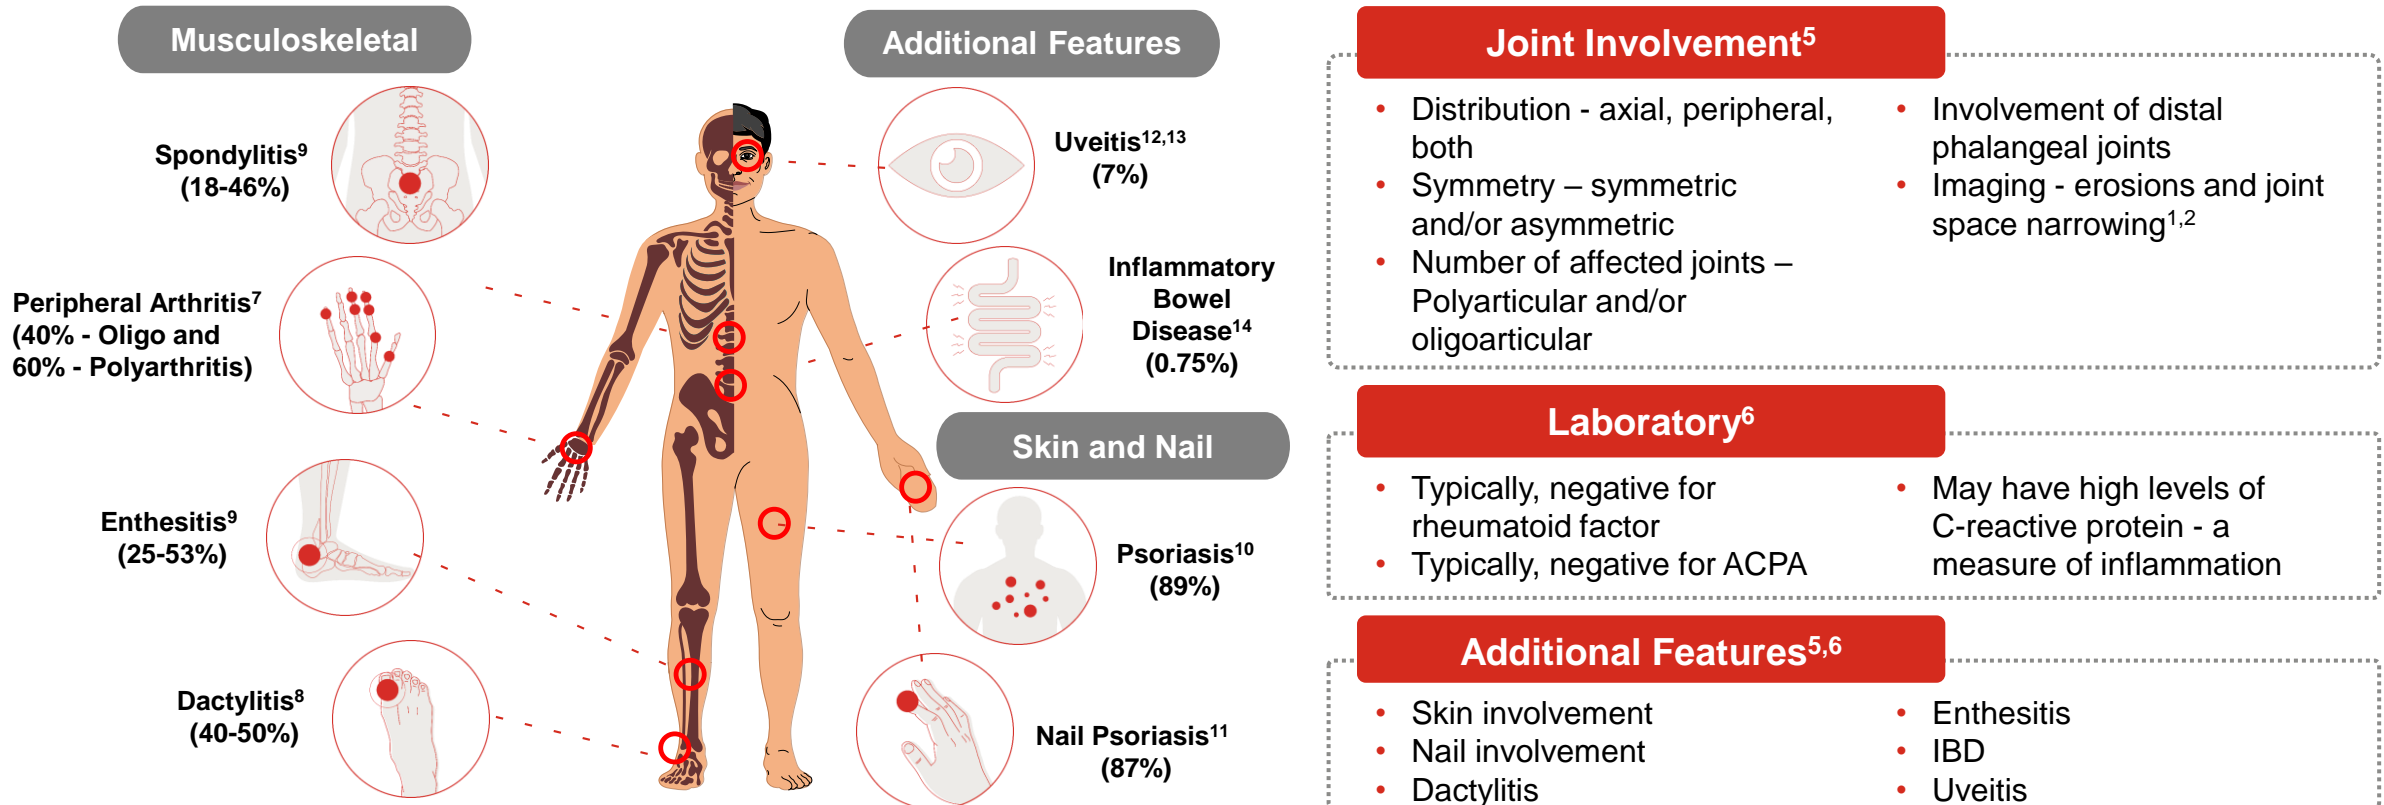 Musculoskeletal
Spondylitis9
(18-46%)
Peripheral Arthritis7
(40% - Oligo and
60% - Polyarthritis)
Enthesitis9
(25-53%)
Dactylitis8
(40-50%)
Additional Features
Uveitis12,13
(7%)
Inflammatory
Bowel
Disease14
(0.75%)
Skin and Nail
Psoriasis10
(89%)
Nail Psoriasis11
(87%)
Joint Involvement5
• Distribution - axial, peripheral,
both
• Symmetry – symmetric
and/or asymmetric
• Number of affected joints –
Polyarticular and/or
oligoarticular
• Involvement of distal
phalangeal joints
• Imaging - erosions and joint
space narrowing1,2
Laboratory6
• Typically, negative for
rheumatoid factor
• Typically, negative for ACPA
• May have high levels of
C-reactive protein - a
measure of inflammation
Additional Features5,6
• Skin involvement
• Nail involvement
• Dactylitis
• Enthesitis
• IBD
• Uveitis